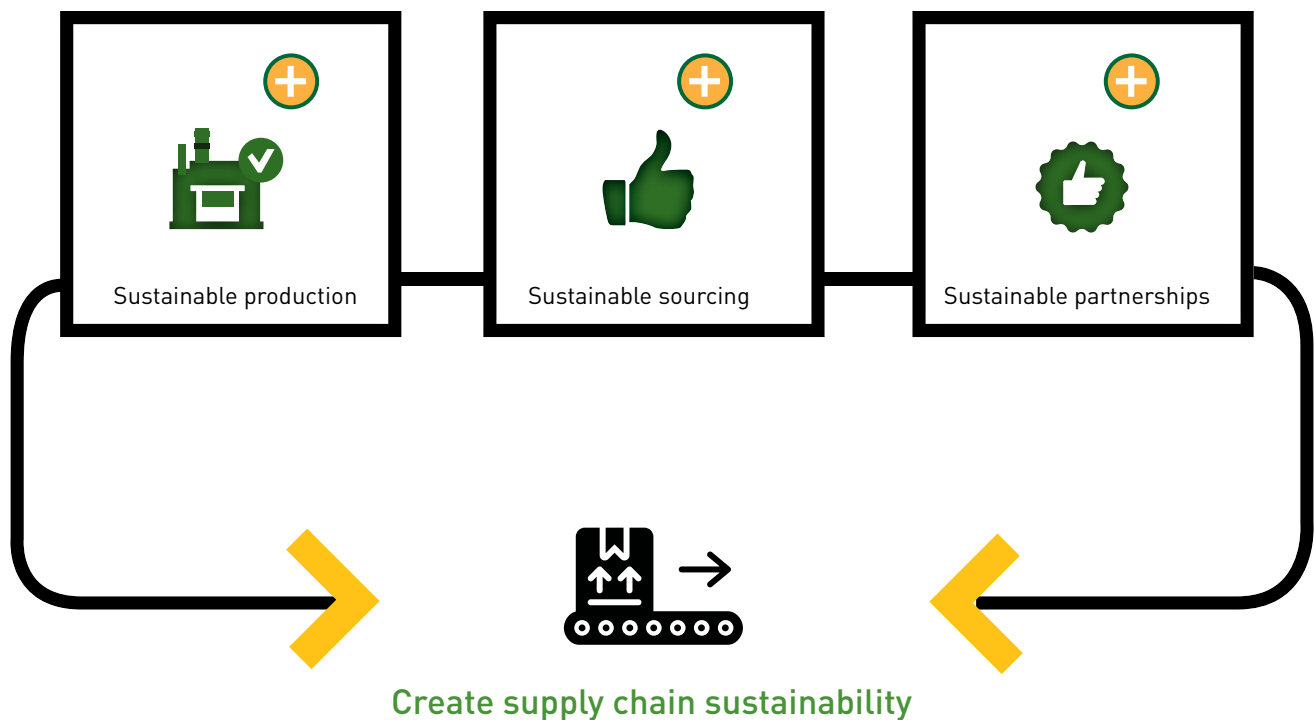 Sustainable production
Sustainable sourcing
Sustainable partnerships
Create supply chain sustainability